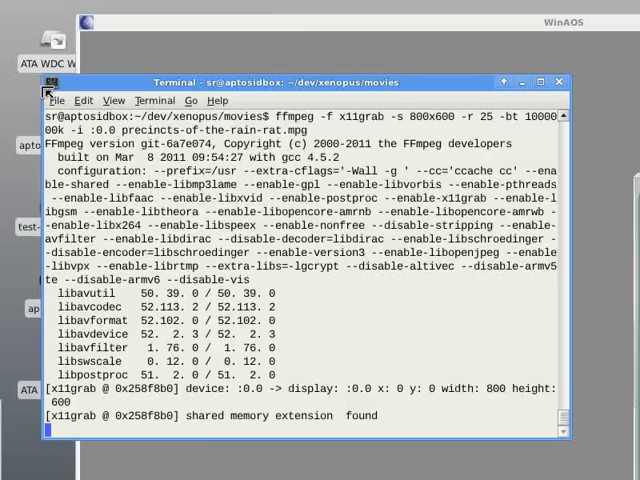 WinAOS
ATA WDC W
Terminal - sr@aptosidbox: ~/dev/xenopus/movies
File Edit View Terminal Go Help
sr@aptosidbox:~/dev/xenopus/movies$ ffmpeg -f x11grab -s 800x600 -r 25 -bt 10000
00k -i :0.0 precincts-of-the-rain-rat.mpg
FFmpeg version git-6a7e074, Copyright (c) 2000-2011 the FFmpeg developers
built on Mar  8 2011 09:54:27 with gcc 4.5.2
configuration: --prefix=/usr --extra-cflags='-Wall -g ' --cc='ccache cc' --ena
ble-shared --enable-libmp3lame --enable-gpl --enable-libvorbis --enable-pthreads
--enable-libfaac --enable-libxvid --enable-postproc --enable-x11grab --enable-l
ibgsm --enable-libtheora --enable-libopencore-amrnb --enable-libopencore-amrwb -
-enable-libx264 --enable-libspeex --enable-nonfree --disable-stripping --enable-
avfilter --enable-libdirac --disable-decoder=libdirac --enable-libschroedinger -
-disable-encoder=libschroedinger --enable-version3 --enable-libopenjpeg --enable
-libvpx --enable-librtmp --extra-libs=-lgcrypt --disable-altivec --disable-armv5
te --disable-armv6 --disable-vis
libavutil    50. 39. 0 / 50. 39. 0
libavcodec   52.113. 2 / 52.113. 2
libavformat  52.102. 0 / 52.102. 0
libavdevice  52.  2. 3 / 52.  2. 3
libavfilter   1. 76. 0 /  1. 76. 0
libswscale    0. 12. 0 /  0. 12. 0
libpostproc  51.  2. 0 / 51.  2. 0
[x11grab @ 0x258f8b0] device: :0.0 -> display: :0.0 x: 0 y: 0 width: 800 height:
600
[x11grab @ 0x258f8b0] shared memory extension  found
apto
test-
ap
ATA